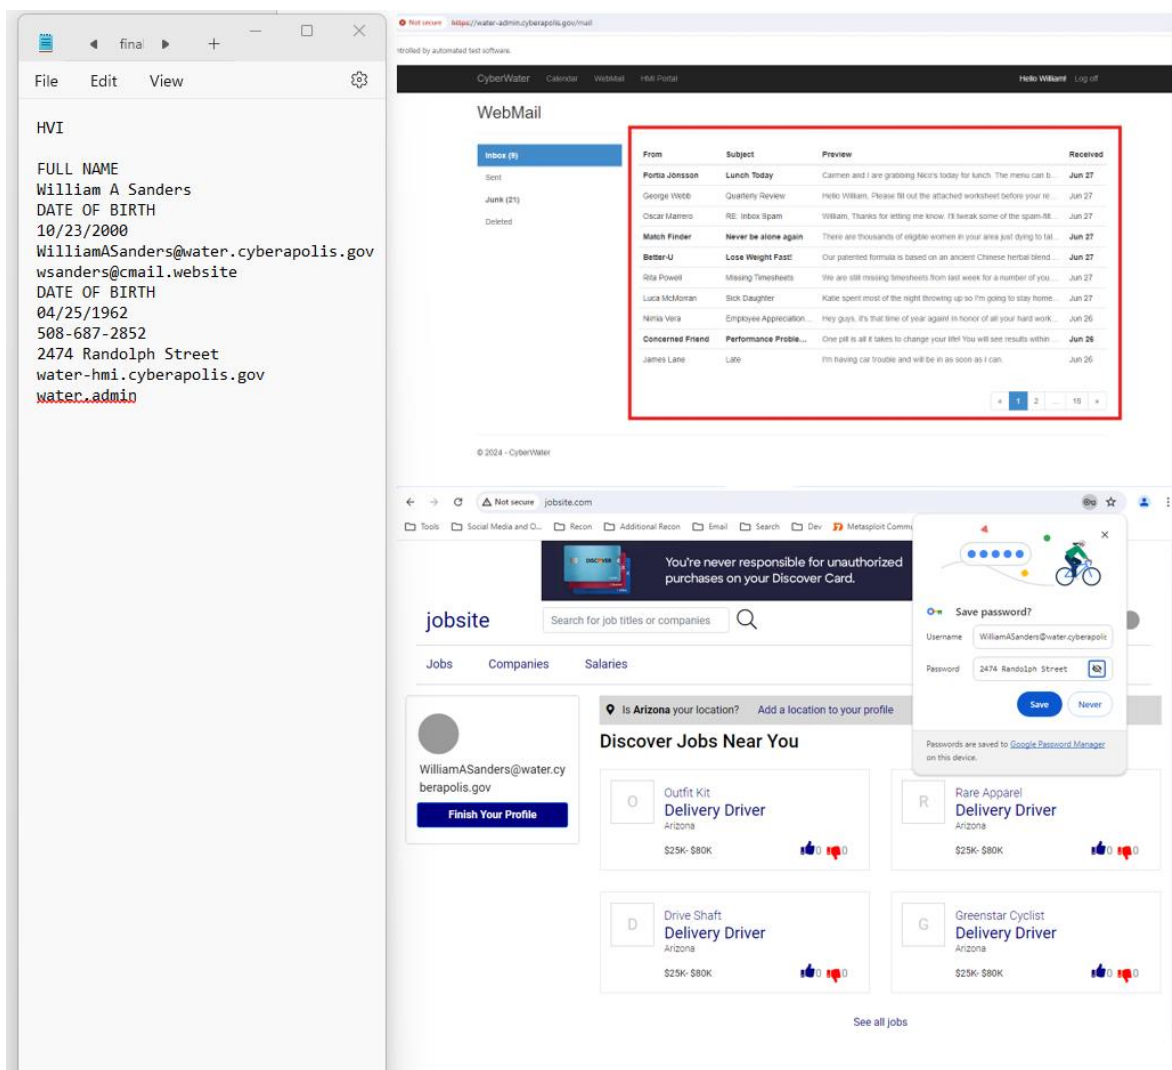 final
File Edit View
HVI
FULL NAME
William A Sanders
DATE OF BIRTH
10/23/2000
WilliamASanders@water.cyberapolis.gov
wsanders@cmail.website
DATE OF BIRTH
04/25/1962
508-687-2852
2474 Randolph Street
water-hmi.cyberapolis.gov
water.admin
Not secure https://water-admin.cyberapolis.gov/mail
ntrolled by automated test software.
CyberWater Calendar WebMail HMI Portal Hello William! Log off
WebMail
Inbox (9)
Sent
Junk (21)
Deleted
From Subject Preview Received
Portia Jonsson Lunch Today Carmen and I are grabbing Nico's today for lunch. The menu can b... Jun 27
George Webb Quarterly Review Hello William, Please fill out the attached worksheet before your re... Jun 27
Oscar Marrero RE: Inbox Spam William, Thanks for letting me know. I'll tweak some of the spam-filt... Jun 27
Match Finder Never be alone again There are thousands of eligible women in your area just dying to tal... Jun 27
Better-U Lose Weight Fast! Our patented formula is based on an ancient Chinese herbal blend ... Jun 27
Rita Powell Missing Timesheets We are still missing timesheets from last week for a number of you. ... Jun 27
Luca McMorran Sick Daughter Katie spent most of the night throwing up so I'm going to stay home... Jun 27
Nimia Vera Employee Appreciation... Hey guys, it's that time of year again! In honor of all your hard work... Jun 26
Concerned Friend Performance Proble... One pill is all it takes to change your life! You will see results within ... Jun 26
James Lane Late I'm having car trouble and will be in as soon as I can. Jun 26
« 1 2 ... 18 »
© 2024 - CyberWater
Not secure jobsite.com
Tools Social Media and O... Recon Additional Recon Email Search Dev Metasploit Commu
DISCOVER
You're never responsible for unauthorized
purchases on your Discover Card.
jobsite
Search for job titles or companies
Jobs Companies Salaries
Save password?
Username WilliamASanders@water.cyberapolis
Password 2474 Randolph Street
Save Never
Passwords are saved to Google Password Manager
on this device.
WilliamASanders@water.cy
berapolis.gov
Finish Your Profile
Is Arizona your location? Add a location to your profile
Discover Jobs Near You
O
Outfit Kit
Delivery Driver
Arizona
$25K- $80K 0 0
R
Rare Apparel
Delivery Driver
Arizona
$25K- $80K 0 0
D
Drive Shaft
Delivery Driver
Arizona
$25K- $80K 0 0
G
Greenstar Cyclist
Delivery Driver
Arizona
$25K- $80K 0 0
See all jobs